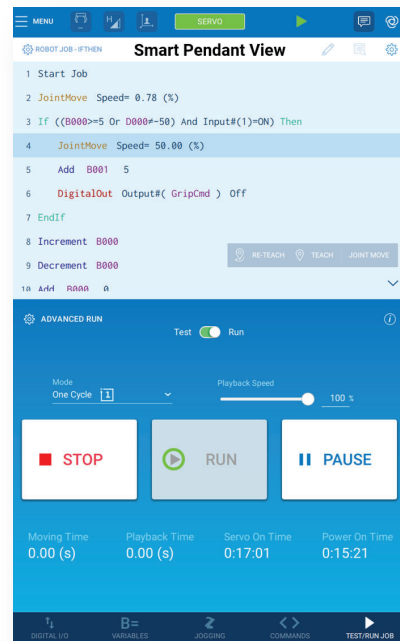 MENU H SERVO
ROBOT JOB - IFTHEN Smart Pendant View
1 Start Job
2 JointMove Speed= 0.78 (%)
3 If ((B000>=5 Or D000≠-50) And Input#(1)=ON) Then
4 JointMove Speed= 50.00 (%)
5 Add B001 5
6 DigitalOut Output#( GripCmd ) Off
7 EndIf
8 Increment B000
RE-TEACH TEACH JOINT MOVE
9 Decrement B000
10 Add B000 0
ADVANCED RUN
Test Run
Mode Playback Speed
One Cycle 1 100 %
STOP RUN PAUSE
Moving Time Playback Time Servo On Time Power On Time
0.00 (s) 0.00 (s) 0:17:01 0:15:21
B=
DIGITAL I/O VARIABLES JOGGING COMMANDS TEST/RUN JOB